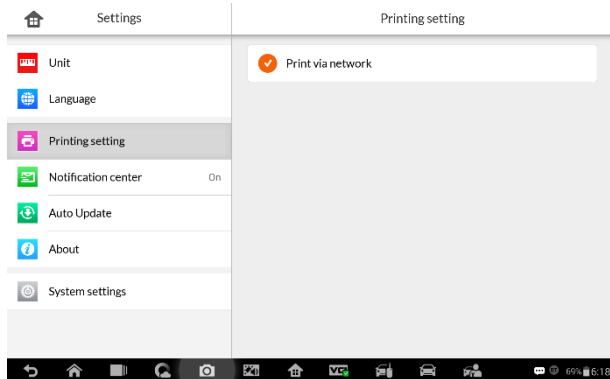 Settings
Printing setting
Unit
Language
Printing setting
Notification center On
Auto Update
About
System settings
Print via network
69% 6:18